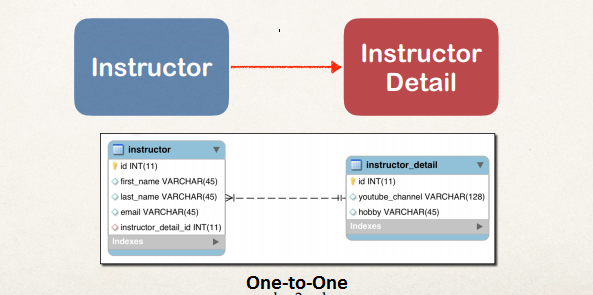 Instructor
Instructor
Detail
instructor
id INT(11)
first_name VARCHAR(45)
last_name VARCHAR(45)
email VARCHAR(45)
instructor_detail_id INT(11)
Indexes
instructor_detail
id INT(11)
youtube_channel VARCHAR(128)
hobby VARCHAR(45)
Indexes
One-to-One